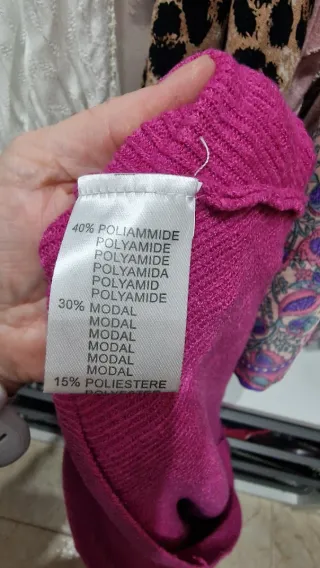 40% POLIAMMIDE
POLYAMIDE
POLYAMIDE
POLYAMIDA
POLYAMID
POLYAMIDE
30% MODAL
MODAL
MODAL
MODAL
MODAL
MODAL
15% POLIESTERE